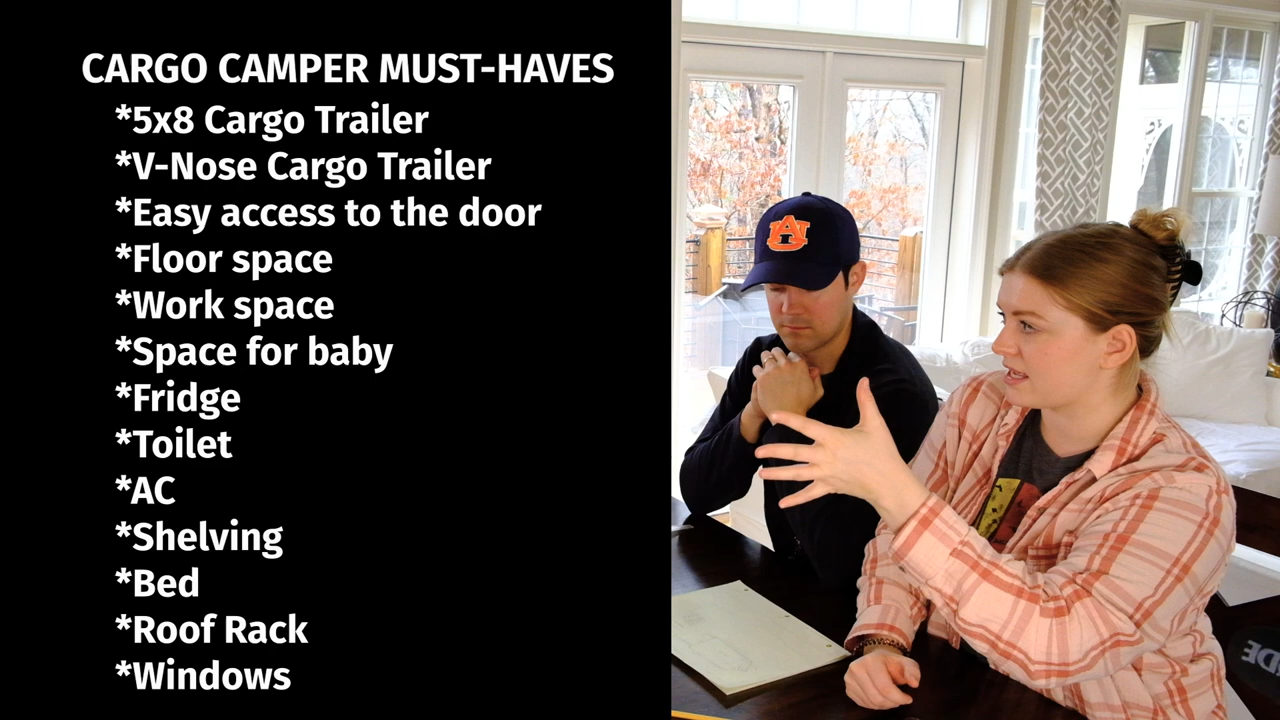 CARGO CAMPER MUST-HAVES
*5x8 Cargo Trailer
*V-Nose Cargo Trailer
*Easy access to the door
*Floor space
*Work space
*Space for baby
*Fridge
*Toilet
*AC
*Shelving
*Bed
*Roof Rack
*Windows
AU